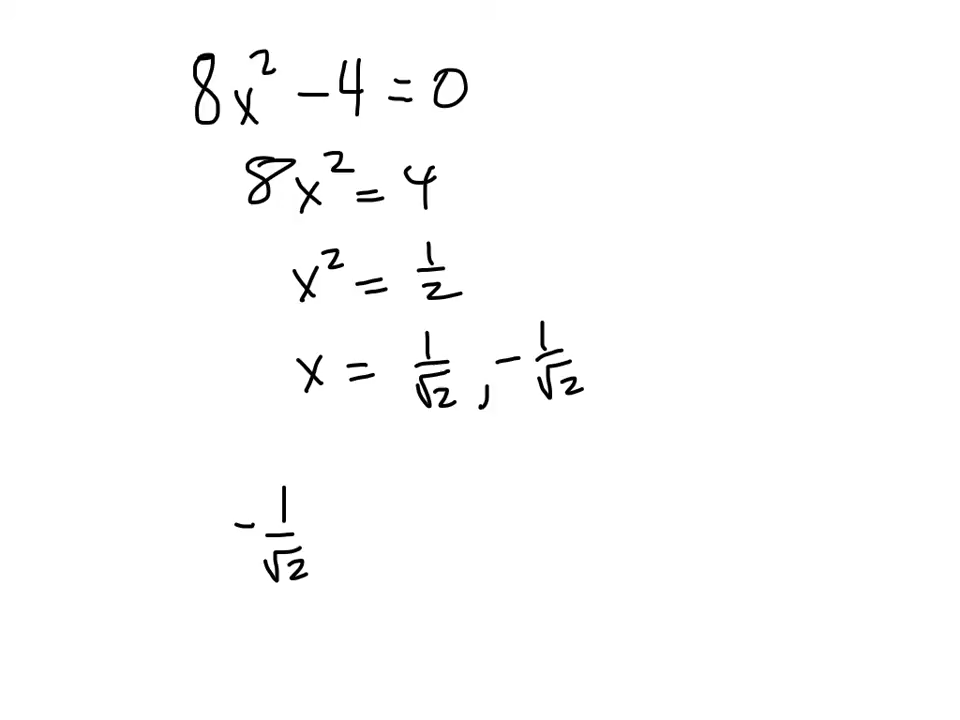 8x² - 4 = 0
8x² = 4
x² = 1/2
x = 1/√2, -1/√2
-1/√2